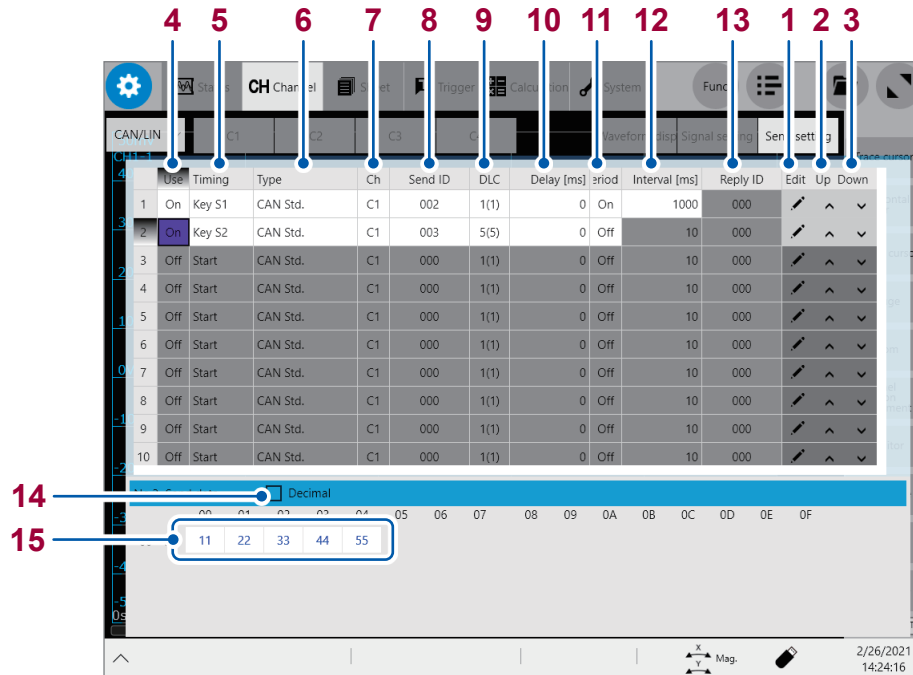 4 5 6 7 8 9 10 11 12 13 1 2 3
CH Channel Trigger Calculation System Func
CAN/LIN C1 C2 C3 Waveform disp Signal setting Send setting
CH1-1 Trace cursor
Use Timing Type Ch Send ID DLC Delay [ms] eriod Interval [ms] Reply ID Edit Up Down
1 On Key S1 CAN Std. C1 002 1(1) 0 On 1000 000
2 On Key S2 CAN Std. C1 003 5(5) 0 Off 10 000
3 Off Start CAN Std. C1 000 1(1) 0 Off 10 000
4 Off Start CAN Std. C1 000 1(1) 0 Off 10 000
5 Off Start CAN Std. C1 000 1(1) 0 Off 10 000
6 Off Start CAN Std. C1 000 1(1) 0 Off 10 000
7 Off Start CAN Std. C1 000 1(1) 0 Off 10 000
8 Off Start CAN Std. C1 000 1(1) 0 Off 10 000
9 Off Start CAN Std. C1 000 1(1) 0 Off 10 000
10 Off Start CAN Std. C1 000 1(1) 0 Off 10 000
14 Decimal
00 01 02 03 04 05 06 07 08 09 0A 0B 0C 0D 0E 0F
15 11 22 33 44 55
0s
X Y Mag. 2/26/2021
14:24:16